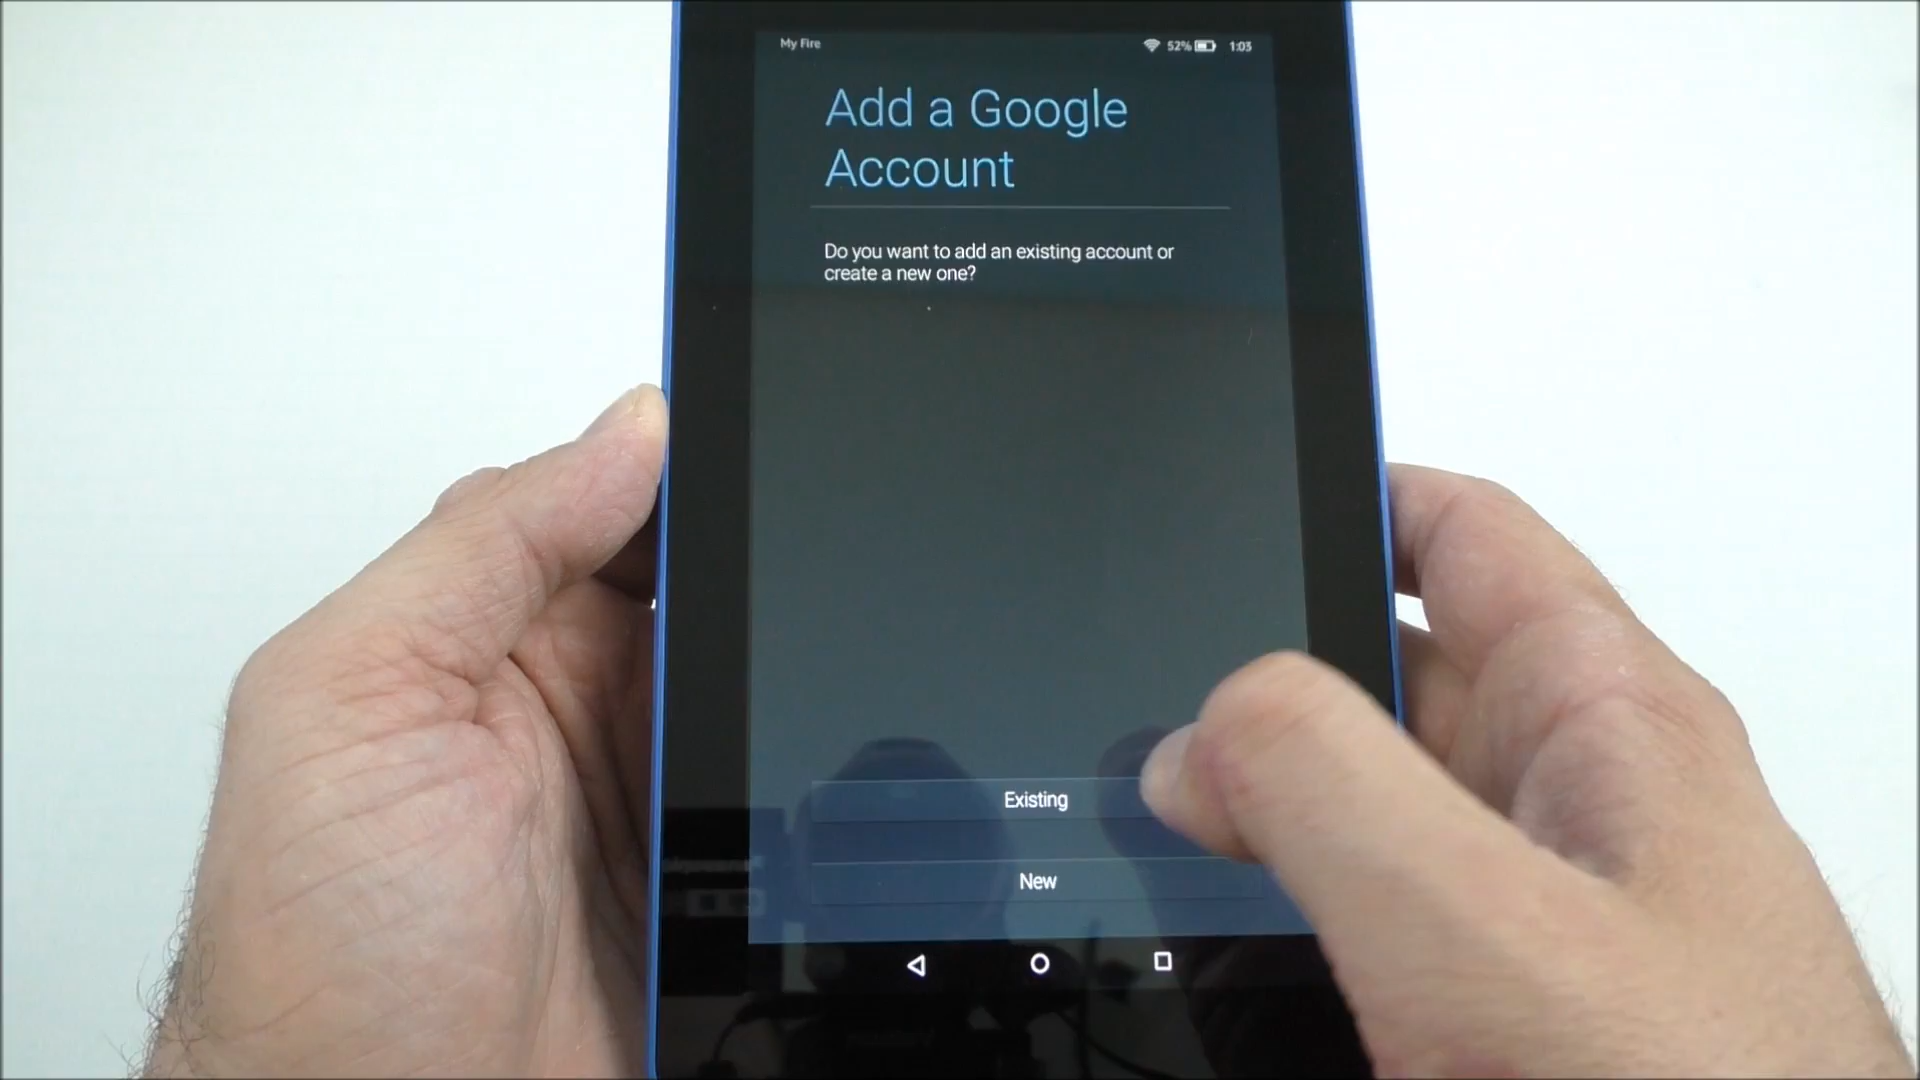 My Fire
52% 1:03
Add a Google
Account
Do you want to add an existing account or
create a new one?
Existing
New